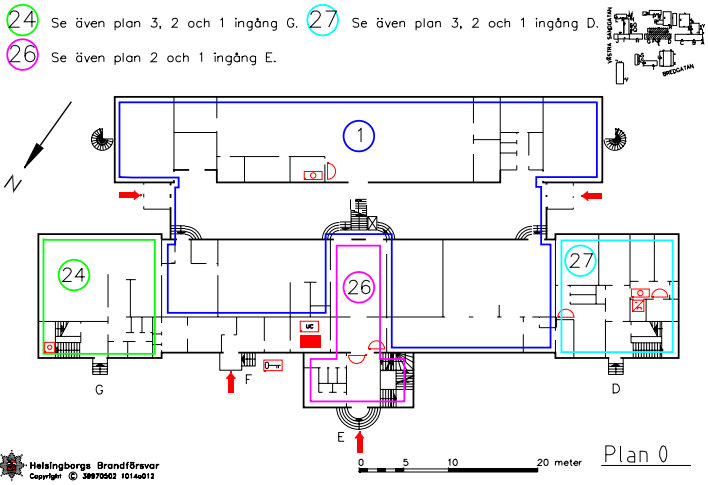 24 Se även plan 3, 2 och 1 ingång G. 27 Se även plan 3, 2 och 1 ingång D.
26 Se även plan 2 och 1 ingång E.
VÄSTRA SANDGATAN
BREDGATAN
N
1
24
26
27
UC
G
F
D
E
Helsingborgs Brandförsvar
Copyright © 38970502 1014a012
0 5 10 20 meter
Plan 0